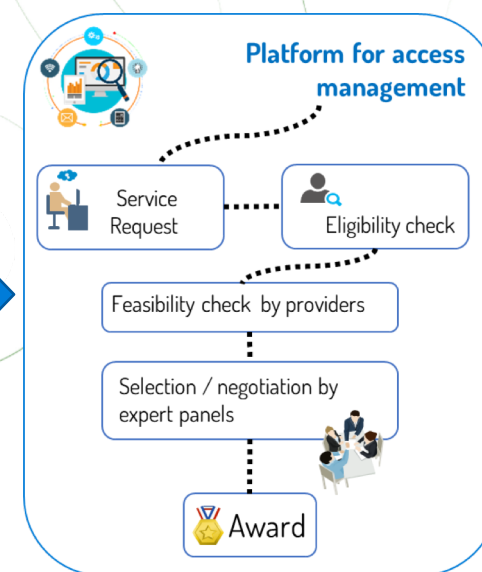 Platform for access
management
Service
Request
Eligibility check
Feasibility check by providers
Selection / negotiation by
expert panels
Award